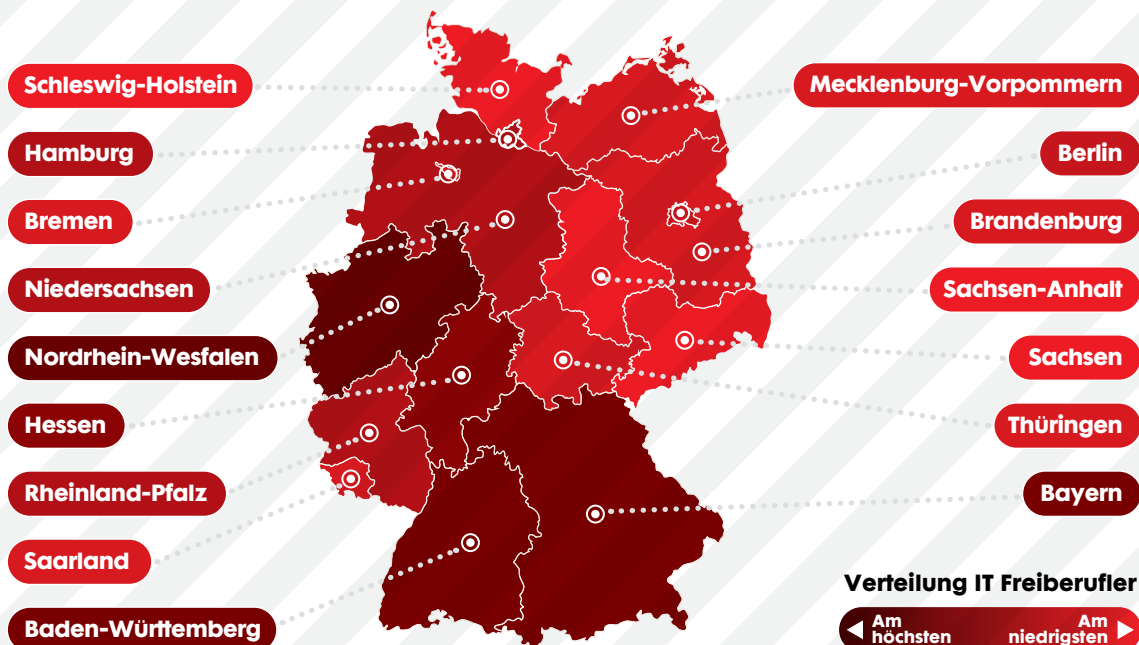 Schleswig-Holstein
Hamburg
Bremen
Niedersachsen
Nordrhein-Wesfalen
Hessen
Rheinland-Pfalz
Saarland
Baden-Württemberg
Mecklenburg-Vorpommern
Berlin
Brandenburg
Sachsen-Anhalt
Sachsen
Thüringen
Bayern
Verteilung IT Freiberufler
Am höchsten
Am niedrigsten